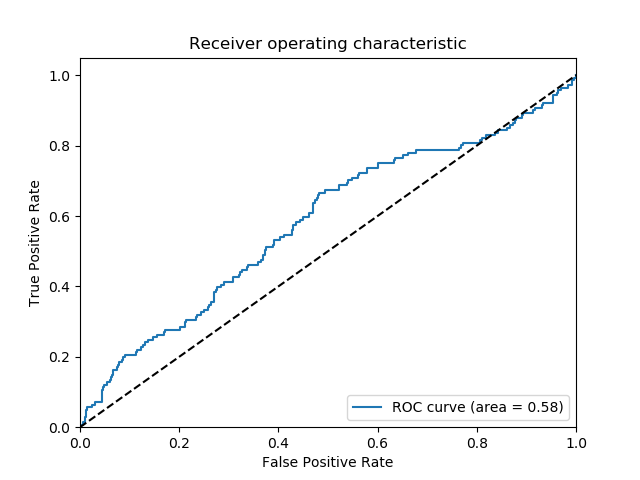 Receiver operating characteristic
1.0
0.8
0.6
0.4
0.2
0.0
True Positive Rate
ROC curve (area = 0.58)
0.0 0.2 0.4 0.6 0.8 1.0
False Positive Rate